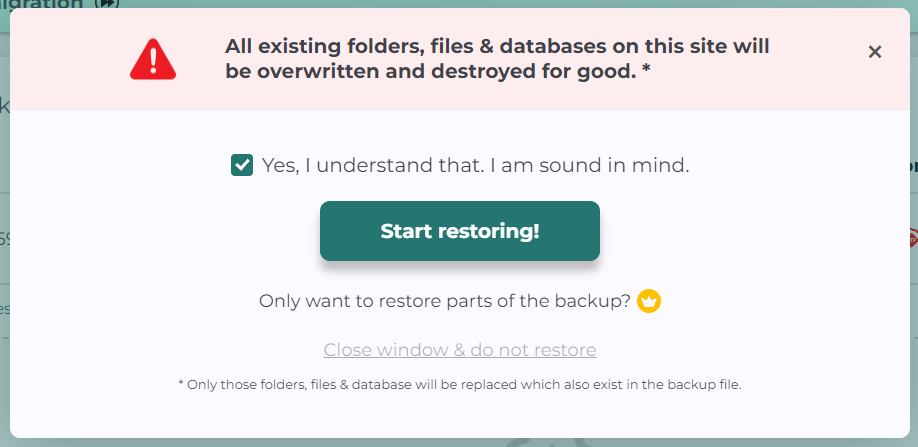 igration
All existing folders, files & databases on this site will
be overwritten and destroyed for good. *
Yes, I understand that. I am sound in mind.
Start restoring!
Only want to restore parts of the backup?
Close window & do not restore
* Only those folders, files & database will be replaced which also exist in the backup file.